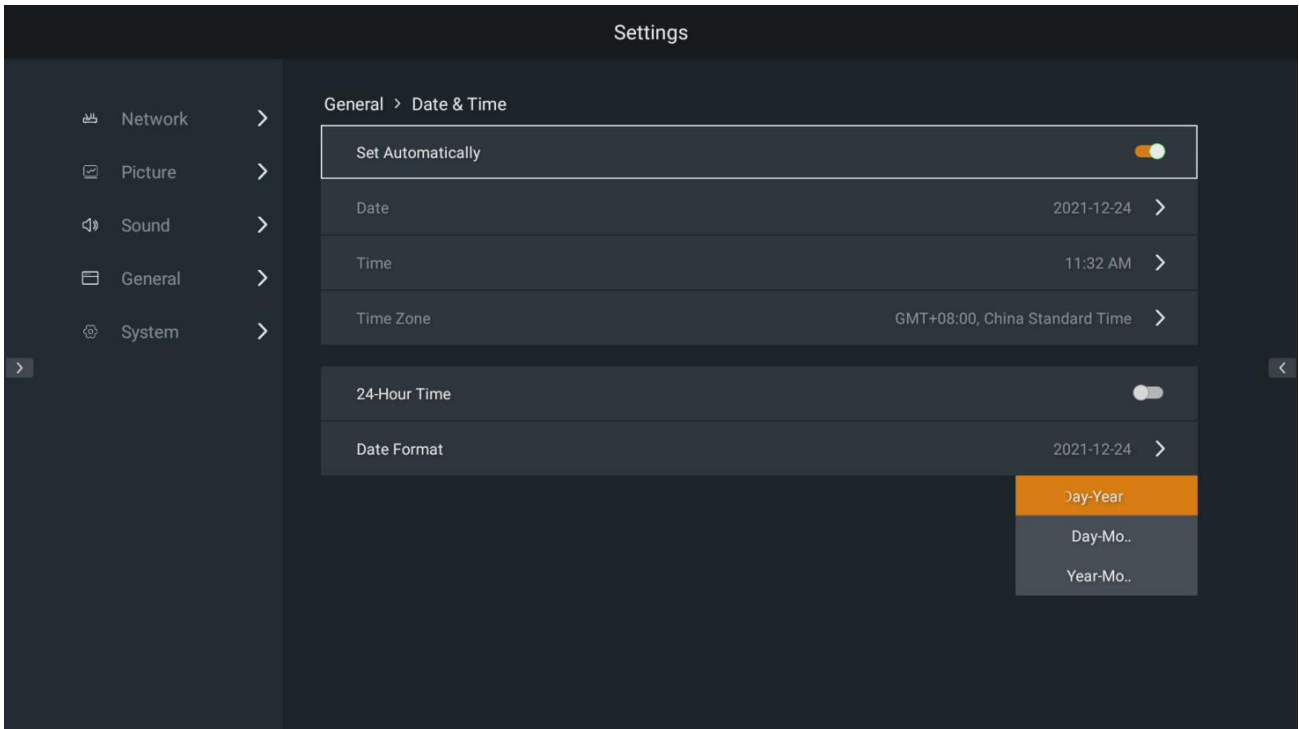 Settings
Network
Picture
Sound
General
System
General > Date & Time
Set Automatically
Date 2021-12-24
Time 11:32 AM
Time Zone GMT+08:00, China Standard Time
24-Hour Time
Date Format 2021-12-24
Day-Year
Day-Mo..
Year-Mo..